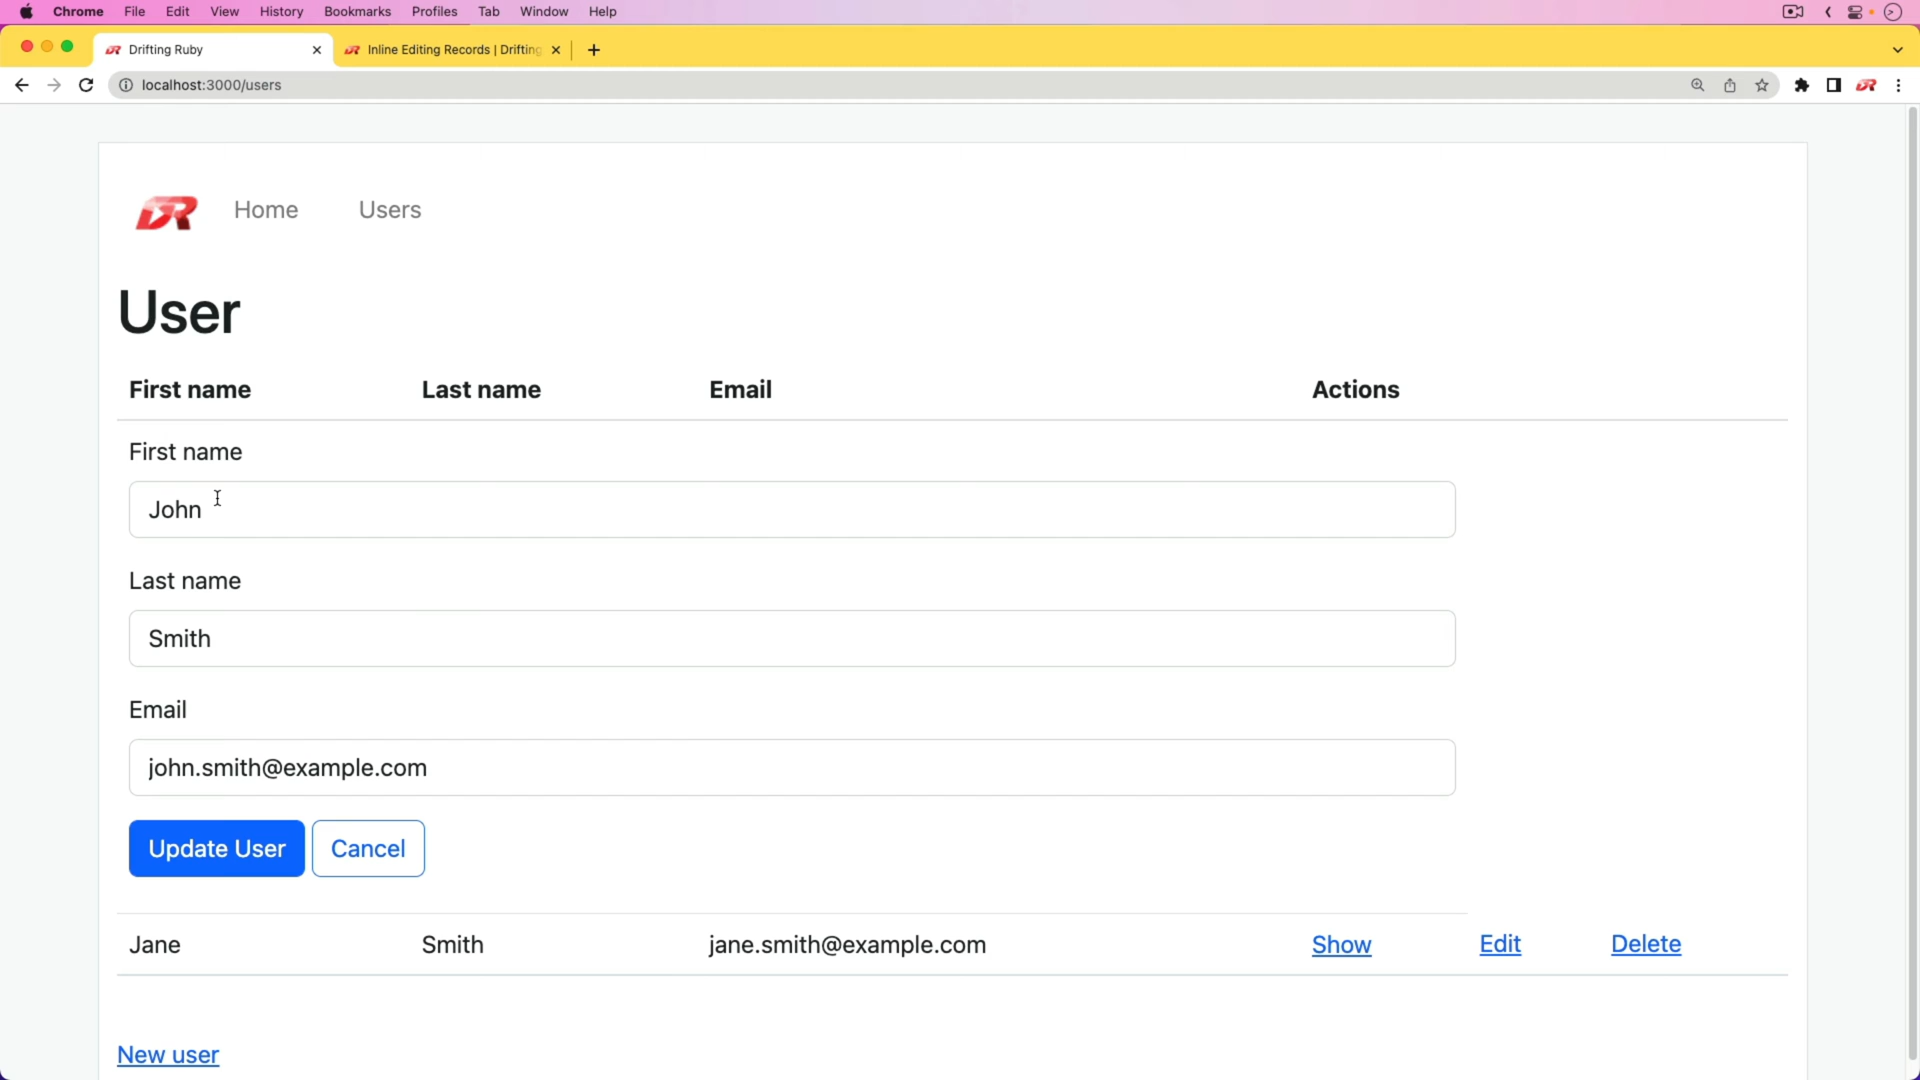 Chrome File Edit View History Bookmarks Profiles Tab Window Help
Drifting Ruby Inline Editing Records | Drifting
localhost:3000/users
DR Home Users
User
First name Last name Email Actions
First name
John
Last name
Smith
Email
john.smith@example.com
Update User Cancel
Jane Smith jane.smith@example.com Show Edit Delete
New user